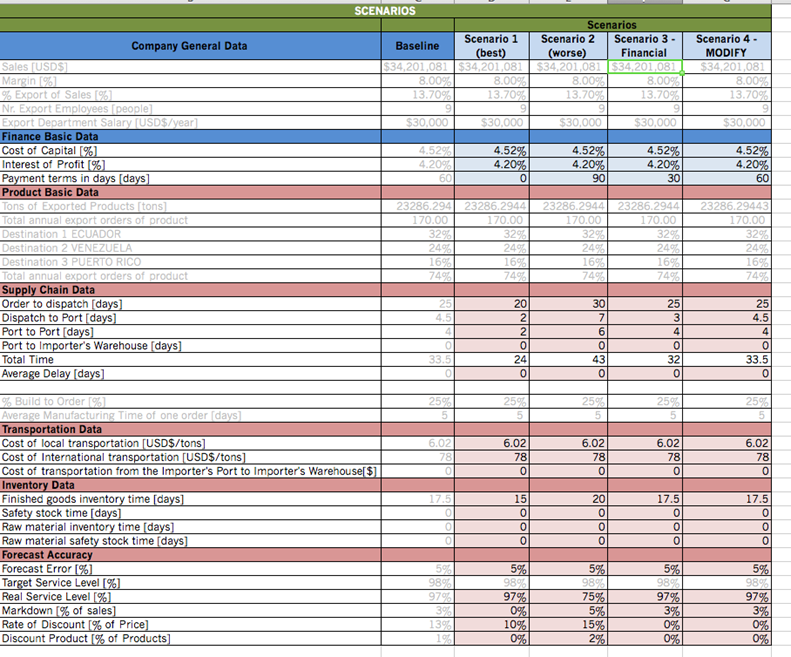 SCENARIOS
Scenarios
Company General Data Baseline Scenario 1 (best) Scenario 2 (worse) Scenario 3 - Financial Scenario 4 - MODIFY
Sales [USD$] $34,201,081 $34,201,081 $34,201,081 $34,201,081 $34,201,081
Margin [%] 8.00% 8.00% 8.00% 8.00% 8.00%
% Export of Sales [%] 13.70% 13.70% 13.70% 13.70% 13.70%
Nr. Export Employees [people] 9 9 9 9 9
Export Department Salary [USD$/year] $30,000 $30,000 $30,000 $30,000 $30,000
Finance Basic Data
Cost of Capital [%] 4.52% 4.52% 4.52% 4.52% 4.52%
Interest of Profit [%] 4.20% 4.20% 4.20% 4.20% 4.20%
Payment terms in days [days] 60 0 90 30 60
Product Basic Data
Tons of Exported Products [tons] 23286.294 23286.2944 23286.2944 23286.2944 23286.29443
Total annual export orders of product 170.00 170.00 170.00 170.00 170.00
Destination 1 ECUADOR 32% 32% 32% 32% 32%
Destination 2 VENEZUELA 24% 24% 24% 24% 24%
Destination 3 PUERTO RICO 16% 16% 16% 16% 16%
Total annual export orders of product 74% 74% 74% 74% 74%
Supply Chain Data
Order to dispatch [days] 25 20 30 25 25
Dispatch to Port [days] 4.5 2 7 3 4.5
Port to Port [days] 4 2 6 4 4
Port to Importer's Warehouse [days] 0 0 0 0 0
Total Time 33.5 24 43 32 33.5
Average Delay [days] 0 0 0 0 0
% Build to Order [%] 25% 25% 25% 25% 25%
Average Manufacturing Time of one order [days] 5 5 5 5 5
Transportation Data
Cost of local transportation [USD$/tons] 6.02 6.02 6.02 6.02 6.02
Cost of International transportation [USD$/tons] 78 78 78 78 78
Cost of transportation from the Importer's Port to Importer's Warehouse[$] 0 0 0 0 0
Inventory Data
Finished goods inventory time [days] 17.5 15 20 17.5 17.5
Safety stock time [days] 0 0 0 0 0
Raw material inventory time [days] 0 0 0 0 0
Raw material safety stock time [days] 0 0 0 0 0
Forecast Accuracy
Forecast Error [%] 5% 5% 5% 5% 5%
Target Service Level [%] 98% 98% 98% 98% 98%
Real Service Level [%] 97% 97% 75% 97% 97%
Markdown [% of sales] 3% 0% 5% 3% 3%
Rate of Discount [% of Price] 13% 10% 15% 0% 0%
Discount Product [% of Products] 1% 0% 2% 0% 0%